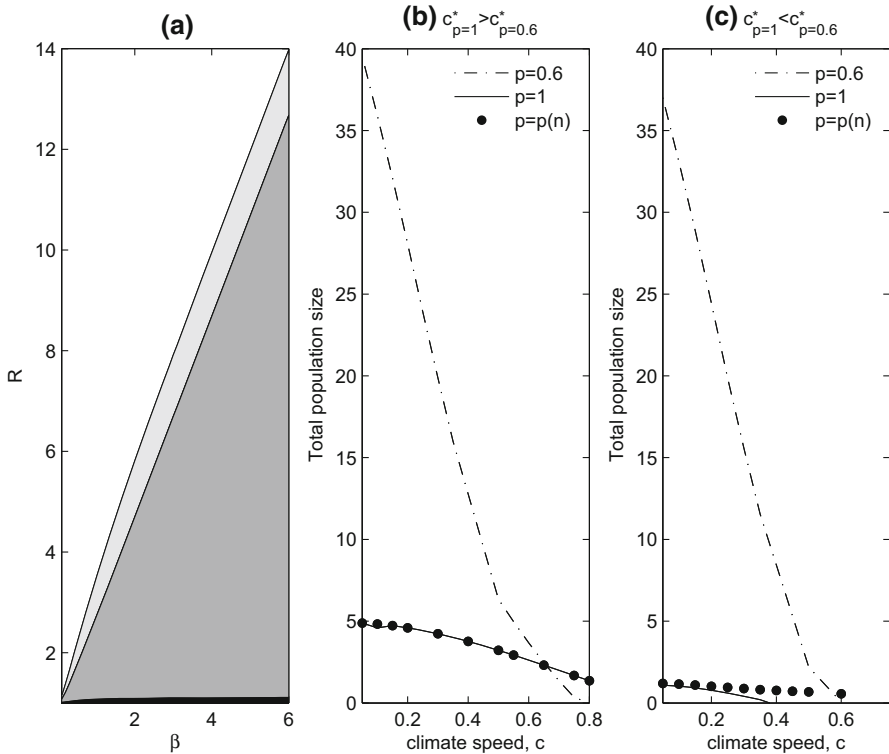 (a)
14
12
10
8
6
4
2
R
2
4
6
β
(b) c*p=1>c*p=0.6
40
35
30
25
20
15
10
5
0
Total population size
p=0.6
p=1
p=p(n)
0.2
0.4
0.6
0.8
climate speed, c
(c) c*p=1<c*p=0.6
40
35
30
25
20
15
10
5
0
Total population size
p=0.6
p=1
p=p(n)
0.2
0.4
0.6
climate speed, c